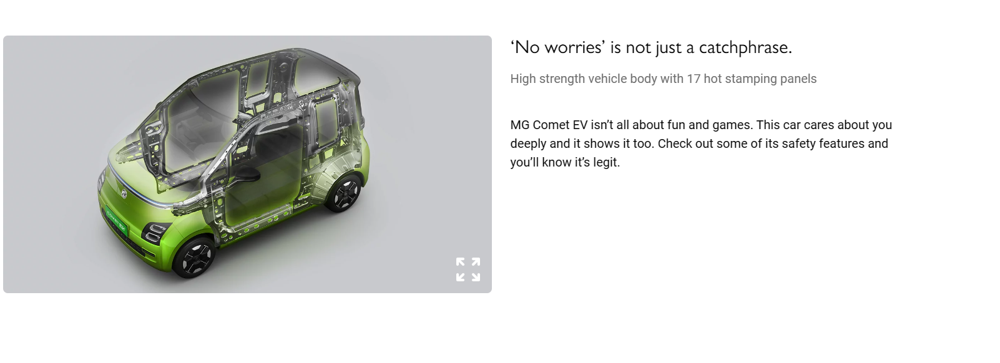 ‘No worries’ is not just a catchphrase.
High strength vehicle body with 17 hot stamping panels
MG Comet EV isn’t all about fun and games. This car cares about you
deeply and it shows it too. Check out some of its safety features and
you’ll know it’s legit.
COMET EV